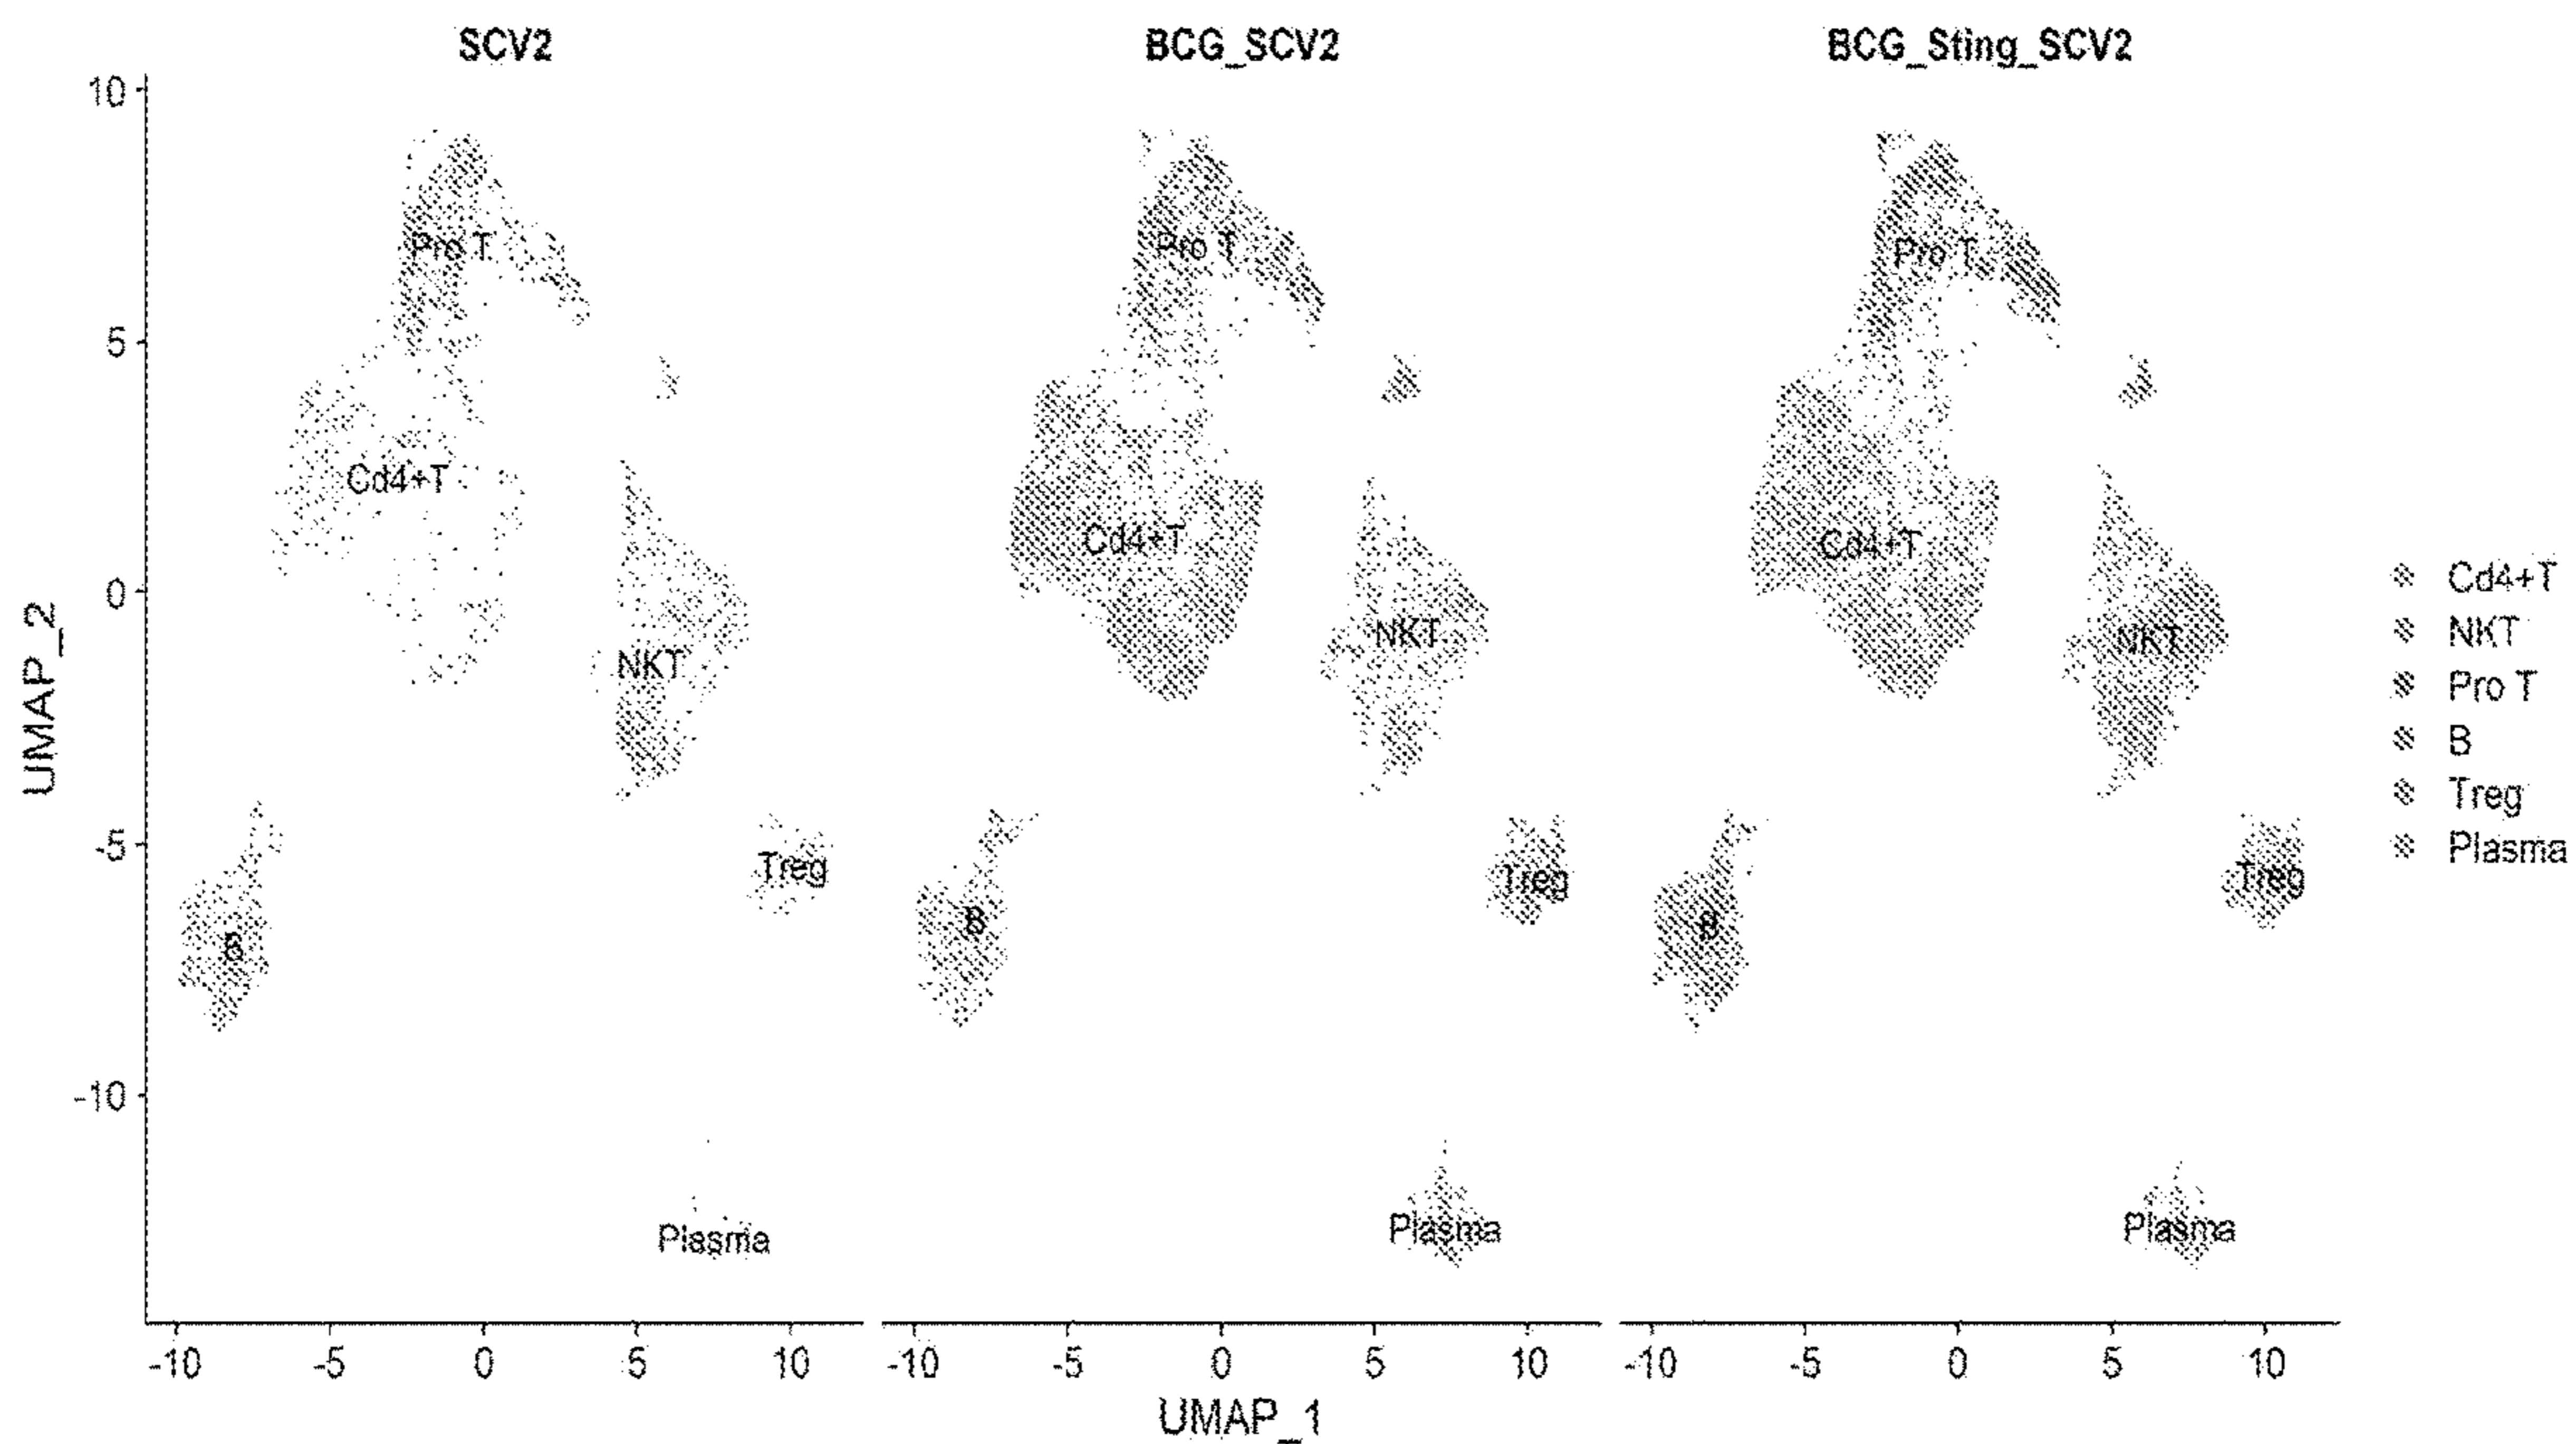 SCV2 BCG_SCV2 BCG_Sting_SCV2
10
5
0
-5
-10
UMAP_2
Pro T Pro T Pro T
Cd4+T Cd4+T Cd4+T
NKT NKT NKT
Treg Treg Treg
B B B
Plasma Plasma Plasma
Cd4+T
NKT
Pro T
B
Treg
Plasma
-10 -5 0 5 10 -10 -5 0 5 10 -10 -5 0 5 10
UMAP_1